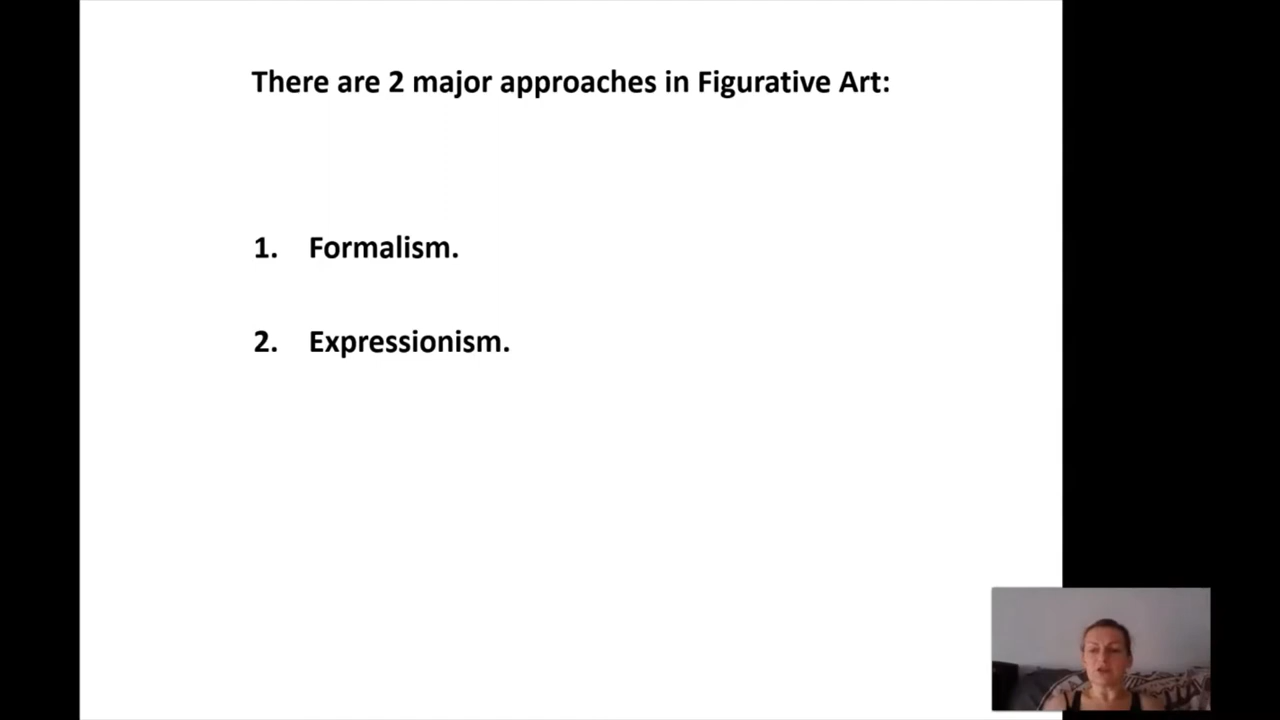 There are 2 major approaches in Figurative Art:
1. Formalism.
2. Expressionism.